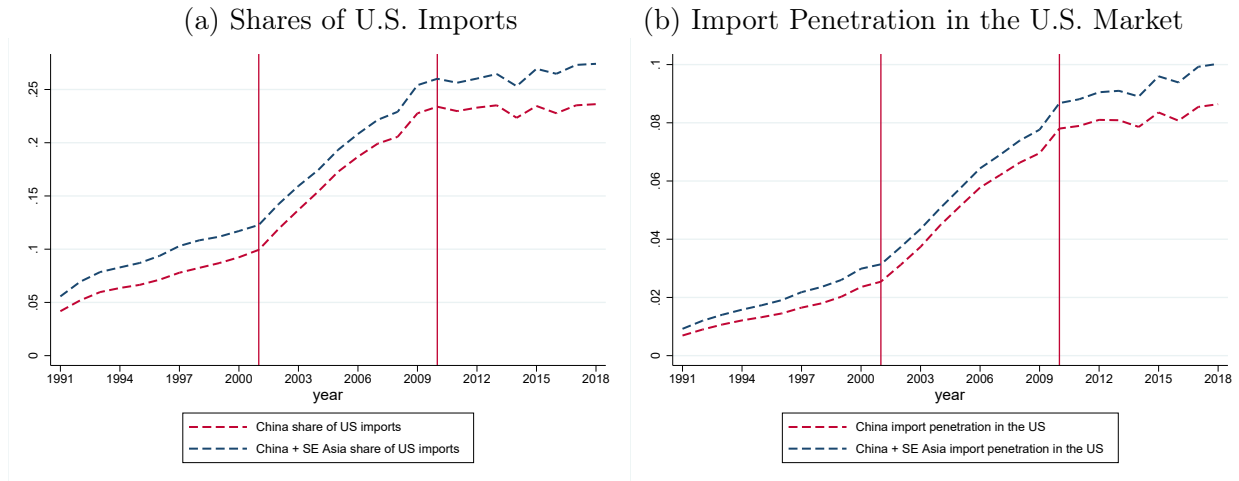 (a) Shares of U.S. Imports
.25
.2
.15
.1
.05
0
1991 1994 1997 2000 2003 2006 2009 2012 2015 2018
year
China share of US imports
China + SE Asia share of US imports
(b) Import Penetration in the U.S. Market
.1
.08
.06
.04
.02
0
1991 1994 1997 2000 2003 2006 2009 2012 2015 2018
year
China import penetration in the US
China + SE Asia import penetration in the US